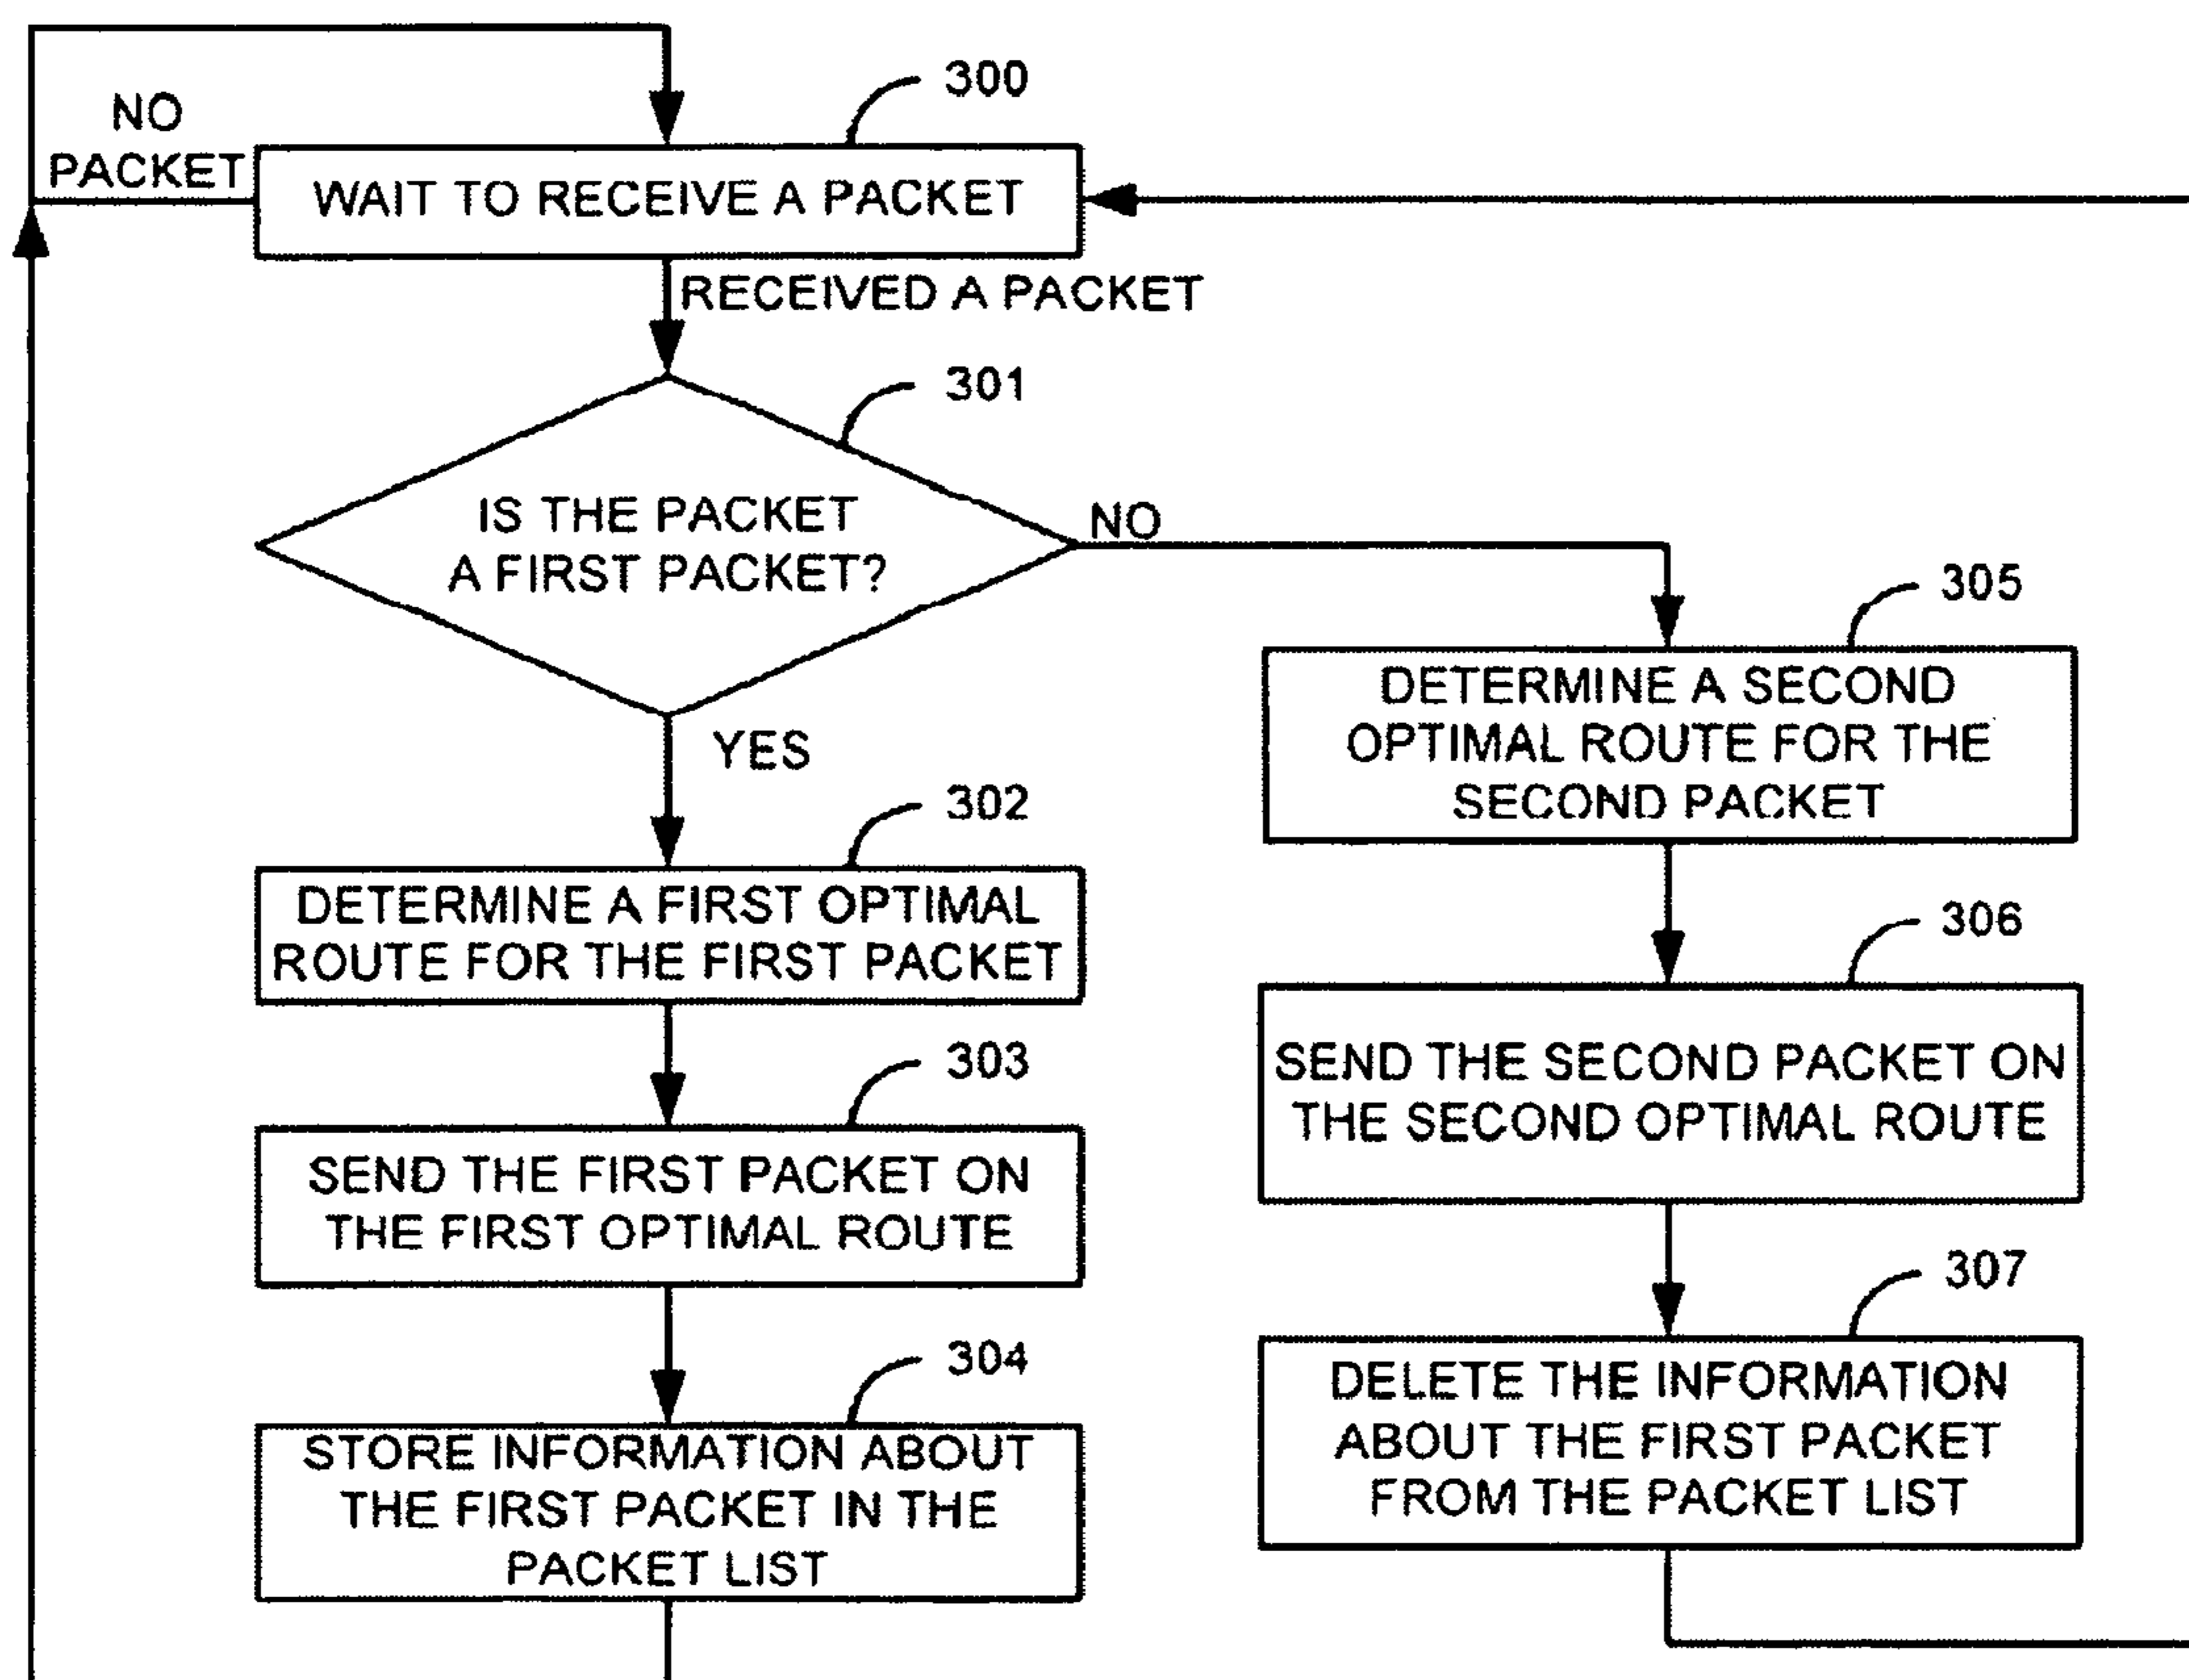 300
NO
PACKET
WAIT TO RECEIVE A PACKET
RECEIVED A PACKET
301
IS THE PACKET
A FIRST PACKET?
NO
YES
302
DETERMINE A FIRST OPTIMAL
ROUTE FOR THE FIRST PACKET
303
SEND THE FIRST PACKET ON
THE FIRST OPTIMAL ROUTE
304
STORE INFORMATION ABOUT
THE FIRST PACKET IN THE
PACKET LIST
305
DETERMINE A SECOND
OPTIMAL ROUTE FOR THE
SECOND PACKET
306
SEND THE SECOND PACKET ON
THE SECOND OPTIMAL ROUTE
307
DELETE THE INFORMATION
ABOUT THE FIRST PACKET
FROM THE PACKET LIST